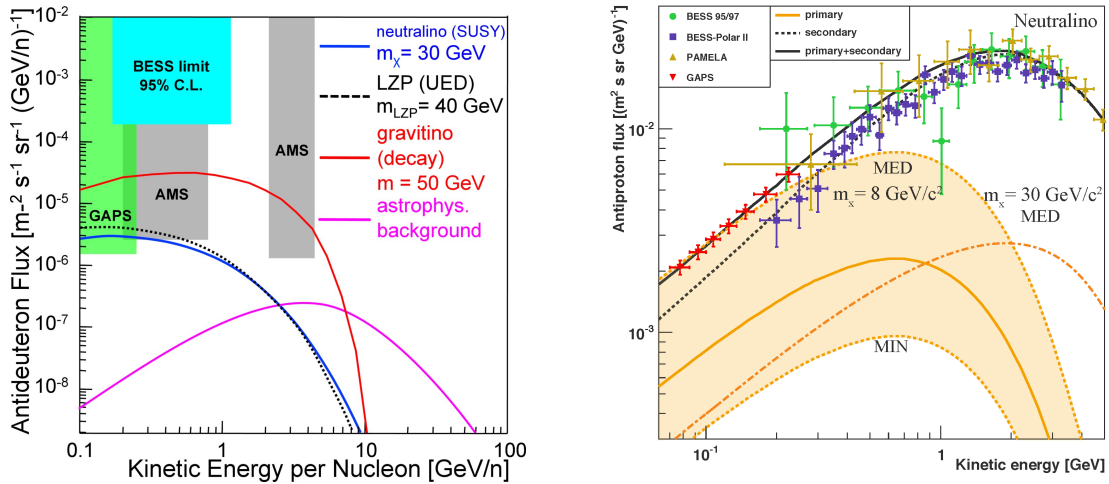 Antideuteron Flux [m-2 s-1 sr-1 (GeV/n)-1]
10-2
10-3
10-4
10-5
10-6
10-7
10-8
BESS limit
95% C.L.
AMS
AMS
GAPS
neutralino (SUSY)
mχ= 30 GeV
LZP (UED)
mLZP= 40 GeV
gravitino
(decay)
m = 50 GeV
astrophys.
background
0.1 1 10 100
Kinetic Energy per Nucleon [GeV/n]
Antiproton flux [m2 s sr GeV)-1]
10-2
10-3
BESS 95/97
BESS-Polar II
PAMELA
GAPS
primary
secondary
primary+secondary
Neutralino
MED
mx= 8 GeV/c2
mx= 30 GeV/c2
MED
MIN
10-1 1
Kinetic energy [GeV]